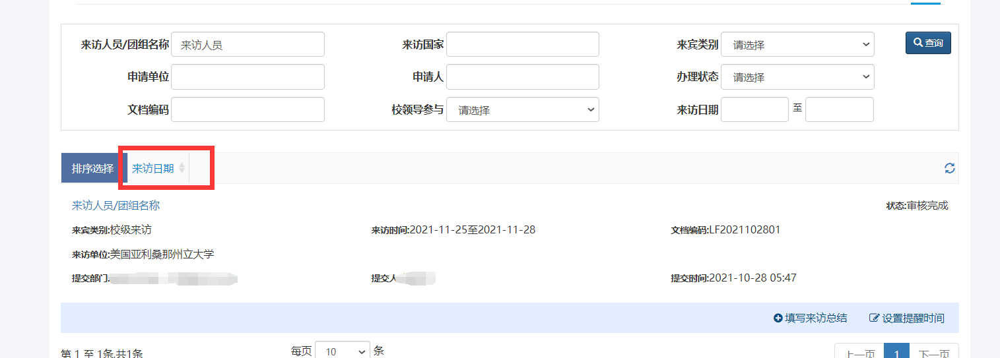 来访人员/团组名称 来访人员 来访国家 来宾类别 请选择 查询
申请单位 申请人 办理状态 请选择
文档编码 校领导参与 请选择 来访日期 至
排序选择 来访日期
来访人员/团组名称 状态:审核完成
来宾类别:校级来访 来访时间:2021-11-25至2021-11-28 文档编码:LF2021102801
来访单位:美国亚利桑那州立大学
提交部门: 提交人 提交时间:2021-10-28 05:47
填写来访总结 设置提醒时间
第 1 至 1条,共1条 每页 10 条 上一页 1 下一页